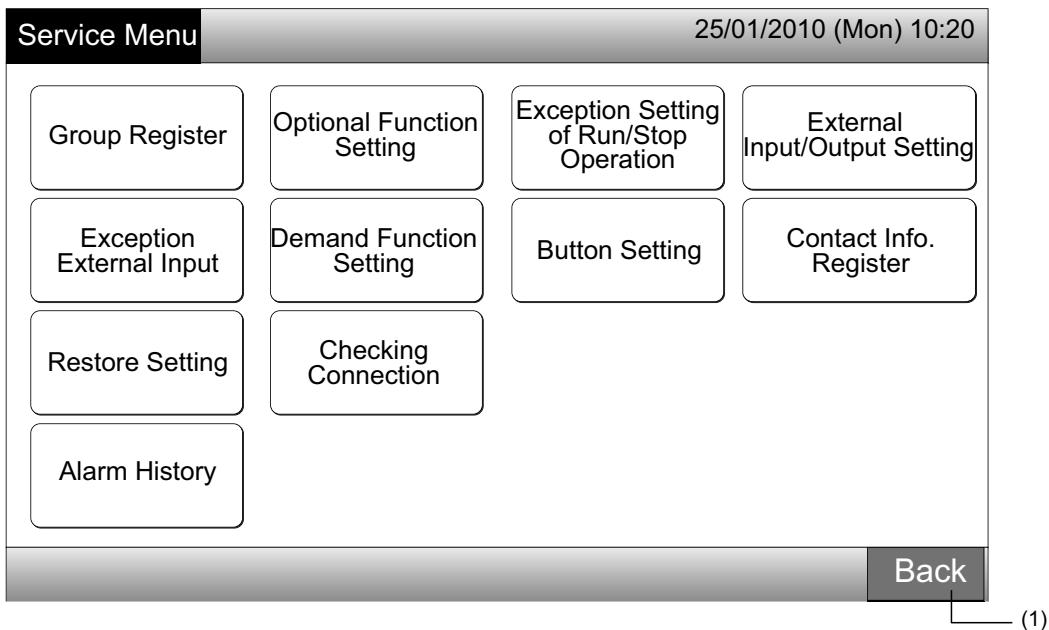 Service Menu
25/01/2010 (Mon) 10:20
Group Register
Optional Function
Setting
Exception Setting
of Run/Stop
Operation
External
Input/Output Setting
Exception
External Input
Demand Function
Setting
Button Setting
Contact Info.
Register
Restore Setting
Checking
Connection
Alarm History
Back
(1)